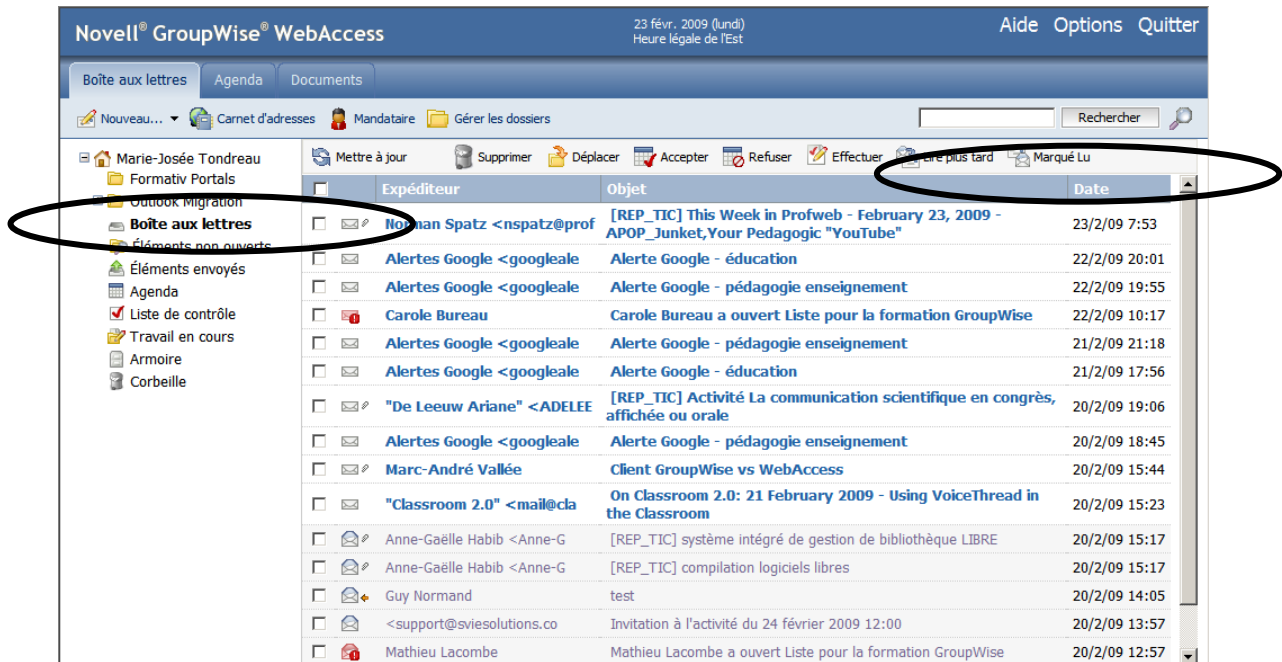 Novell® GroupWise® WebAccess
23 févr. 2009 (lundi)
Heure légale de l'Est
Aide Options Quitter
Boîte aux lettres Agenda Documents
Nouveau... Carnet d'adresses Mandataire Gérer les dossiers Rechercher
Marie-Josée Tondreau
Formativ Portals
Outlook Migration
Boîte aux lettres
Éléments non ouverts
Éléments envoyés
Agenda
Liste de contrôle
Travail en cours
Armoire
Corbeille
Mettre à jour Supprimer Déplacer Accepter Refuser Effectuer Lire plus tard Marqué Lu
Expéditeur Objet Date
Norman Spatz <nspatz@prof [REP_TIC] This Week in Profweb - February 23, 2009 - 23/2/09 7:53
APOP_Junket,Your Pedagogic "YouTube"
Alertes Google <googleale Alerte Google - éducation 22/2/09 20:01
Alertes Google <googleale Alerte Google - pédagogie enseignement 22/2/09 19:55
Carole Bureau Carole Bureau a ouvert Liste pour la formation GroupWise 22/2/09 10:17
Alertes Google <googleale Alerte Google - pédagogie enseignement 21/2/09 21:18
Alertes Google <googleale Alerte Google - éducation 21/2/09 17:56
"De Leeuw Ariane" <ADELEE [REP_TIC] Activité La communication scientifique en congrès, 20/2/09 19:06
affichée ou orale
Alertes Google <googleale Alerte Google - pédagogie enseignement 20/2/09 18:45
Marc-André Vallée Client GroupWise vs WebAccess 20/2/09 15:44
"Classroom 2.0" <mail@cla On Classroom 2.0: 21 February 2009 - Using VoiceThread in 20/2/09 15:23
the Classroom
Anne-Gaëlle Habib <Anne-G [REP_TIC] système intégré de gestion de bibliothèque LIBRE 20/2/09 15:17
Anne-Gaëlle Habib <Anne-G [REP_TIC] compilation logiciels libres 20/2/09 15:17
Guy Normand test 20/2/09 14:05
<support@sviesolutions.co Invitation à l'activité du 24 février 2009 12:00 20/2/09 13:57
Mathieu Lacombe Mathieu Lacombe a ouvert Liste pour la formation GroupWise 20/2/09 12:57